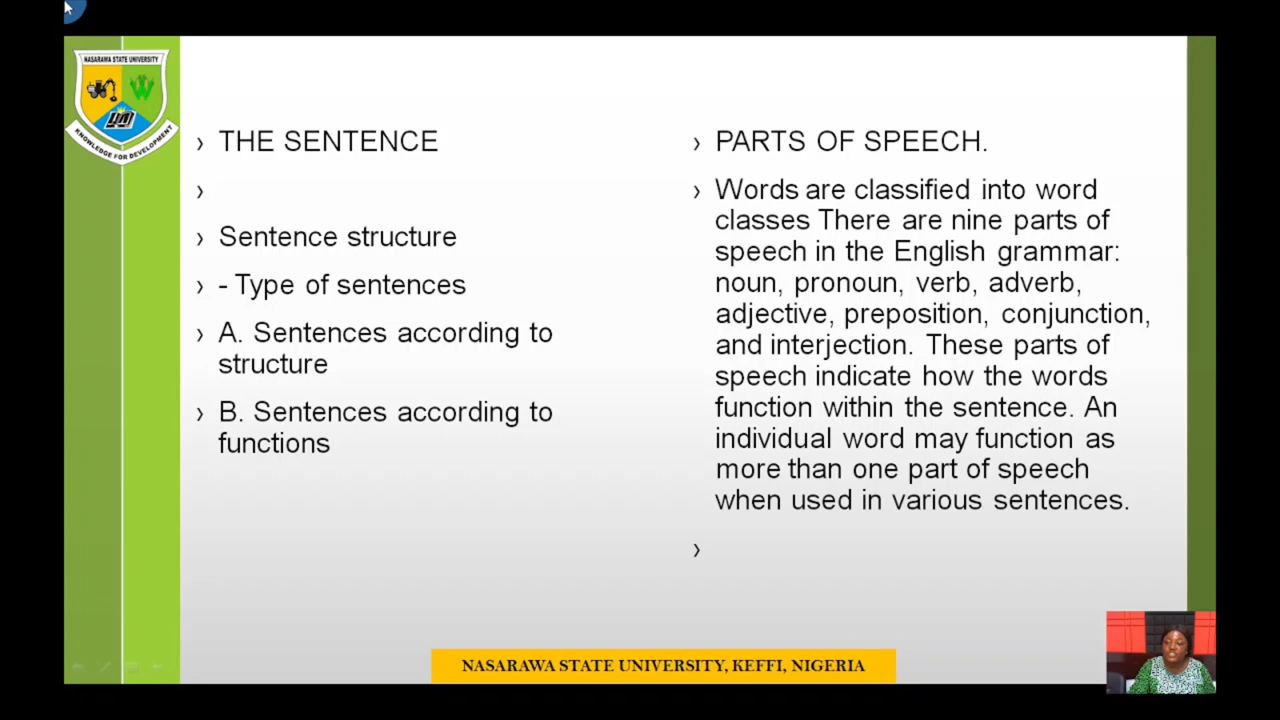 NASARAWA STATE UNIVERSITY
KNOWLEDGE FOR DEVELOPMENT
› THE SENTENCE
›
› Sentence structure
› - Type of sentences
› A. Sentences according to
structure
› B. Sentences according to
functions
› PARTS OF SPEECH.
› Words are classified into word
classes There are nine parts of
speech in the English grammar:
noun, pronoun, verb, adverb,
adjective, preposition, conjunction,
and interjection. These parts of
speech indicate how the words
function within the sentence. An
individual word may function as
more than one part of speech
when used in various sentences.
›
NASARAWA STATE UNIVERSITY, KEFFI, NIGERIA